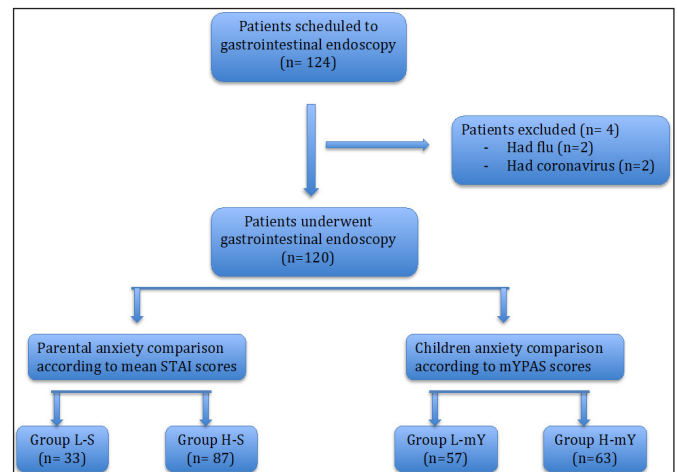 Patients scheduled to
gastrointestinal endoscopy
(n= 124)
Patients excluded (n= 4)
- Had flu (n=2)
- Had coronavirus (n=2)
Patients underwent
gastrointestinal endoscopy
(n=120)
Parental anxiety comparison
according to mean STAI scores
Children anxiety comparison
according to mYPAS scores
Group L-S
(n= 33)
Group H-S
(n= 87)
Group L-mY
(n=57)
Group H-mY
(n=63)